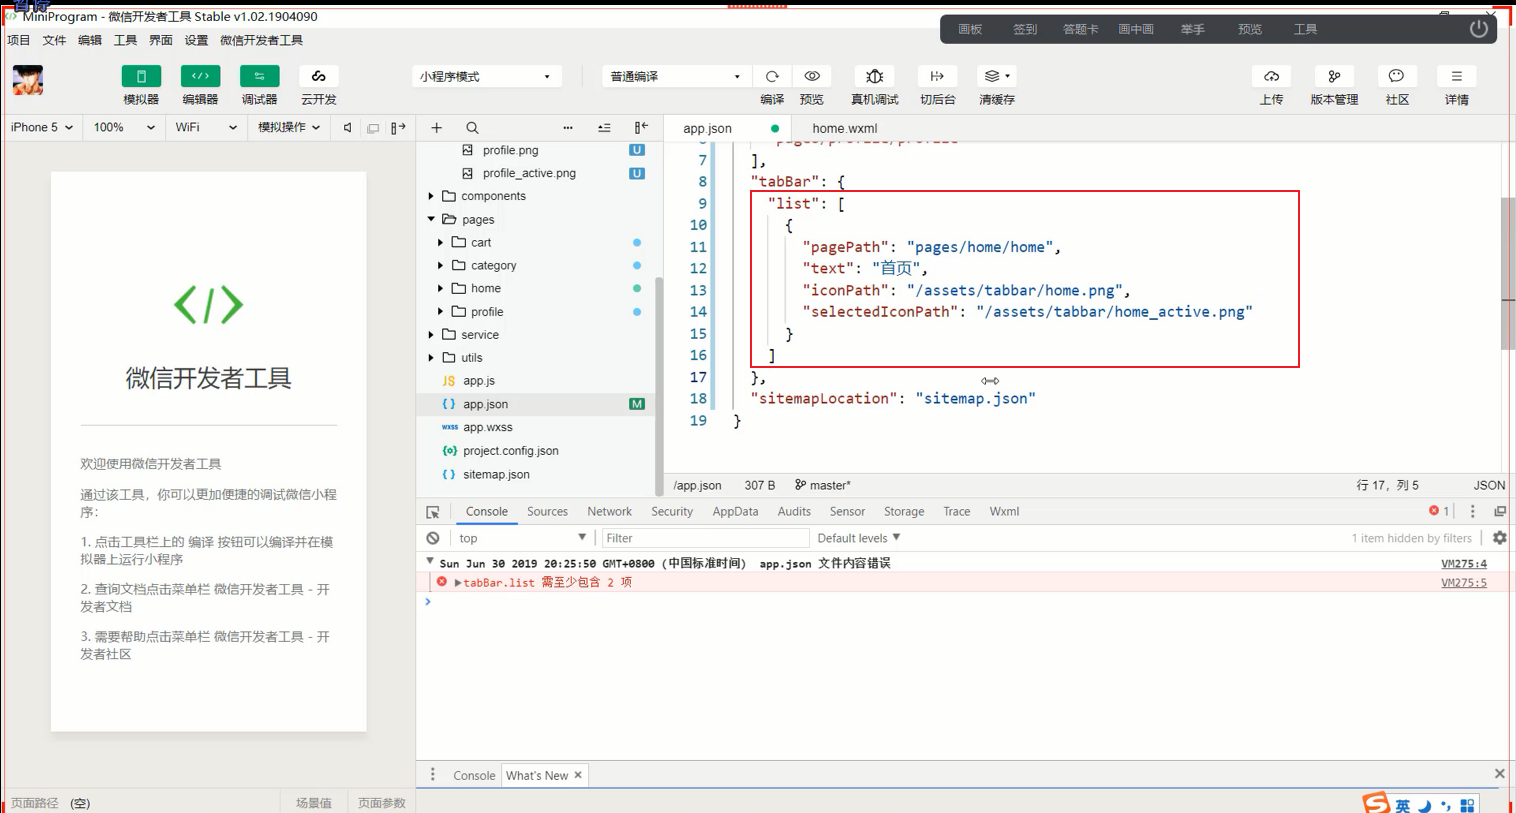 暂停
MiniProgram - 微信开发者工具 Stable v1.02.1904090
项目 文件 编辑 工具 界面 设置 微信开发者工具
画板 签到 答题卡 画中画 举手 预览 工具
小程序模式
普通编译
模拟器 编辑器 调试器 云开发
编译 预览 真机调试 切后台 清缓存
上传 版本管理 社区 详情
iPhone 5 100% WiFi 模拟操作
app.json home.wxml
微信开发者工具
欢迎使用微信开发者工具
通过该工具，你可以更加便捷的调试微信小程
序：
1. 点击工具栏上的 编译 按钮可以编译并在模
拟器上运行小程序
2. 查询文档点击菜单栏 微信开发者工具 - 开
发者文档
3. 需要帮助点击菜单栏 微信开发者工具 - 开
发者社区
页面路径 (空) 场景值 页面参数
profile.png U
profile_active.png U
components
pages
cart
category
home
profile
service
utils
JS app.js
{ } app.json M
wxss app.wxss
{o} project.config.json
{ } sitemap.json
6 "pages/profile/profile"
7 ],
8 "tabBar": {
9 "list": [
10 {
11 "pagePath": "pages/home/home",
12 "text": "首页",
13 "iconPath": "/assets/tabbar/home.png",
14 "selectedIconPath": "/assets/tabbar/home_active.png"
15 }
16 ]
17 },
18 "sitemapLocation": "sitemap.json"
19 }
/app.json 307 B master* 行 17，列 5 JSON
Console Sources Network Security AppData Audits Sensor Storage Trace Wxml 1
top Filter Default levels 1 item hidden by filters
Sun Jun 30 2019 20:25:50 GMT+0800 (中国标准时间) app.json 文件内容错误 VM275:4
tabBar.list 需至少包含 2 项 VM275:5
Console What's New
英